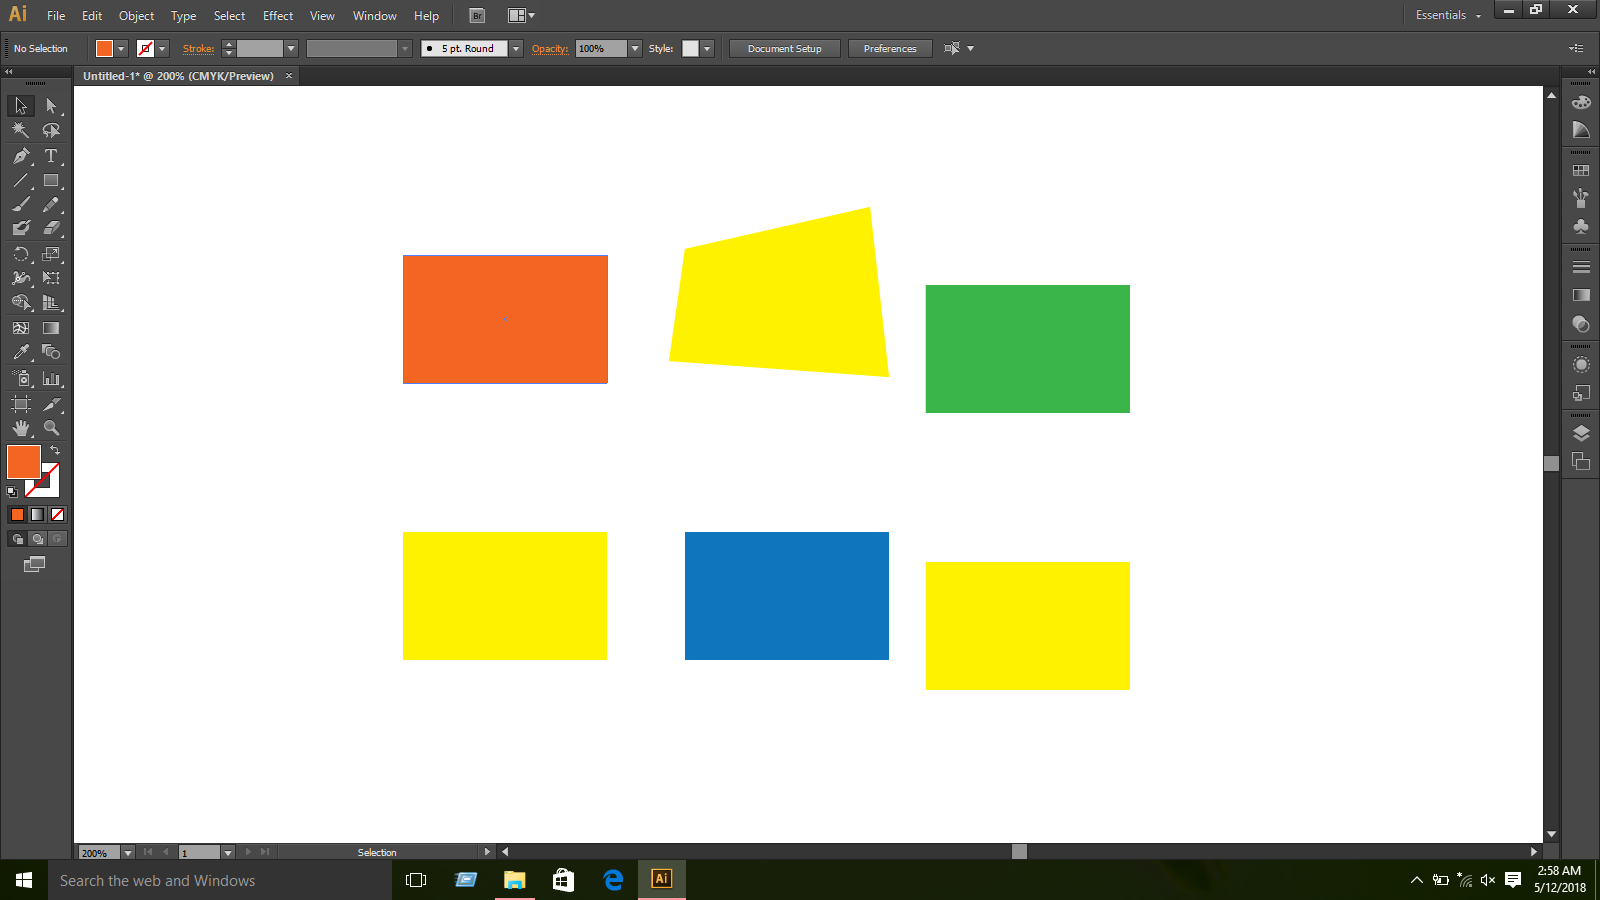 Ai File Edit Object Type Select Effect View Window Help Br Essentials
No Selection Stroke: 5 pt. Round Opacity: 100% Style: Document Setup Preferences
Untitled-1* @ 200% (CMYK/Preview) ×
T
200% 1 Selection
Search the web and Windows Ai 2:58 AM
5/12/2018